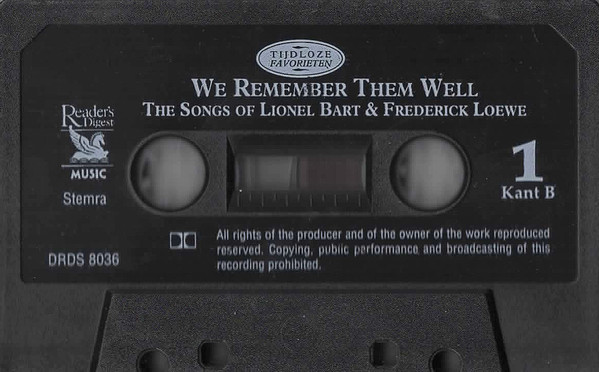 TIJDLOZE
FAVORIETEN
WE REMEMBER THEM WELL
THE SONGS OF LIONEL BART & FREDERICK LOEWE
Reader's
Digest
MUSIC
Stemra
1
Kant B
DRDS 8036
All rights of the producer and of the owner of the work reproduced
reserved. Copying, public performance and broadcasting of this
recording prohibited.